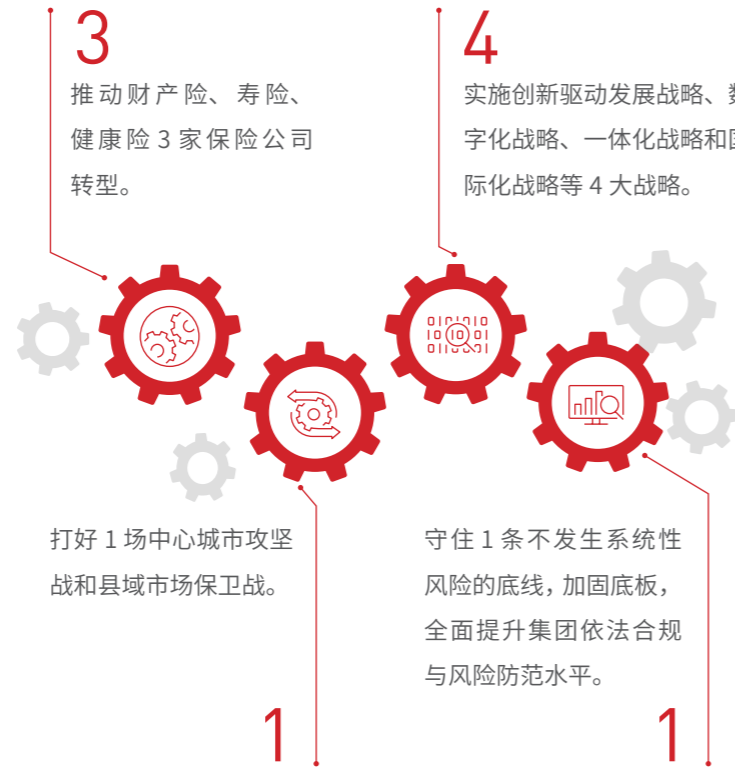 3
推动财产险、寿险、
健康险3家保险公司
转型。
4
实施创新驱动发展战略、数
字化战略、一体化战略和国
际化战略等4大战略。
打好1场中心城市攻坚
战和县域市场保卫战。
1
守住1条不发生系统性
风险的底线，加固底板，
全面提升集团依法合规
与风险防范水平。
1